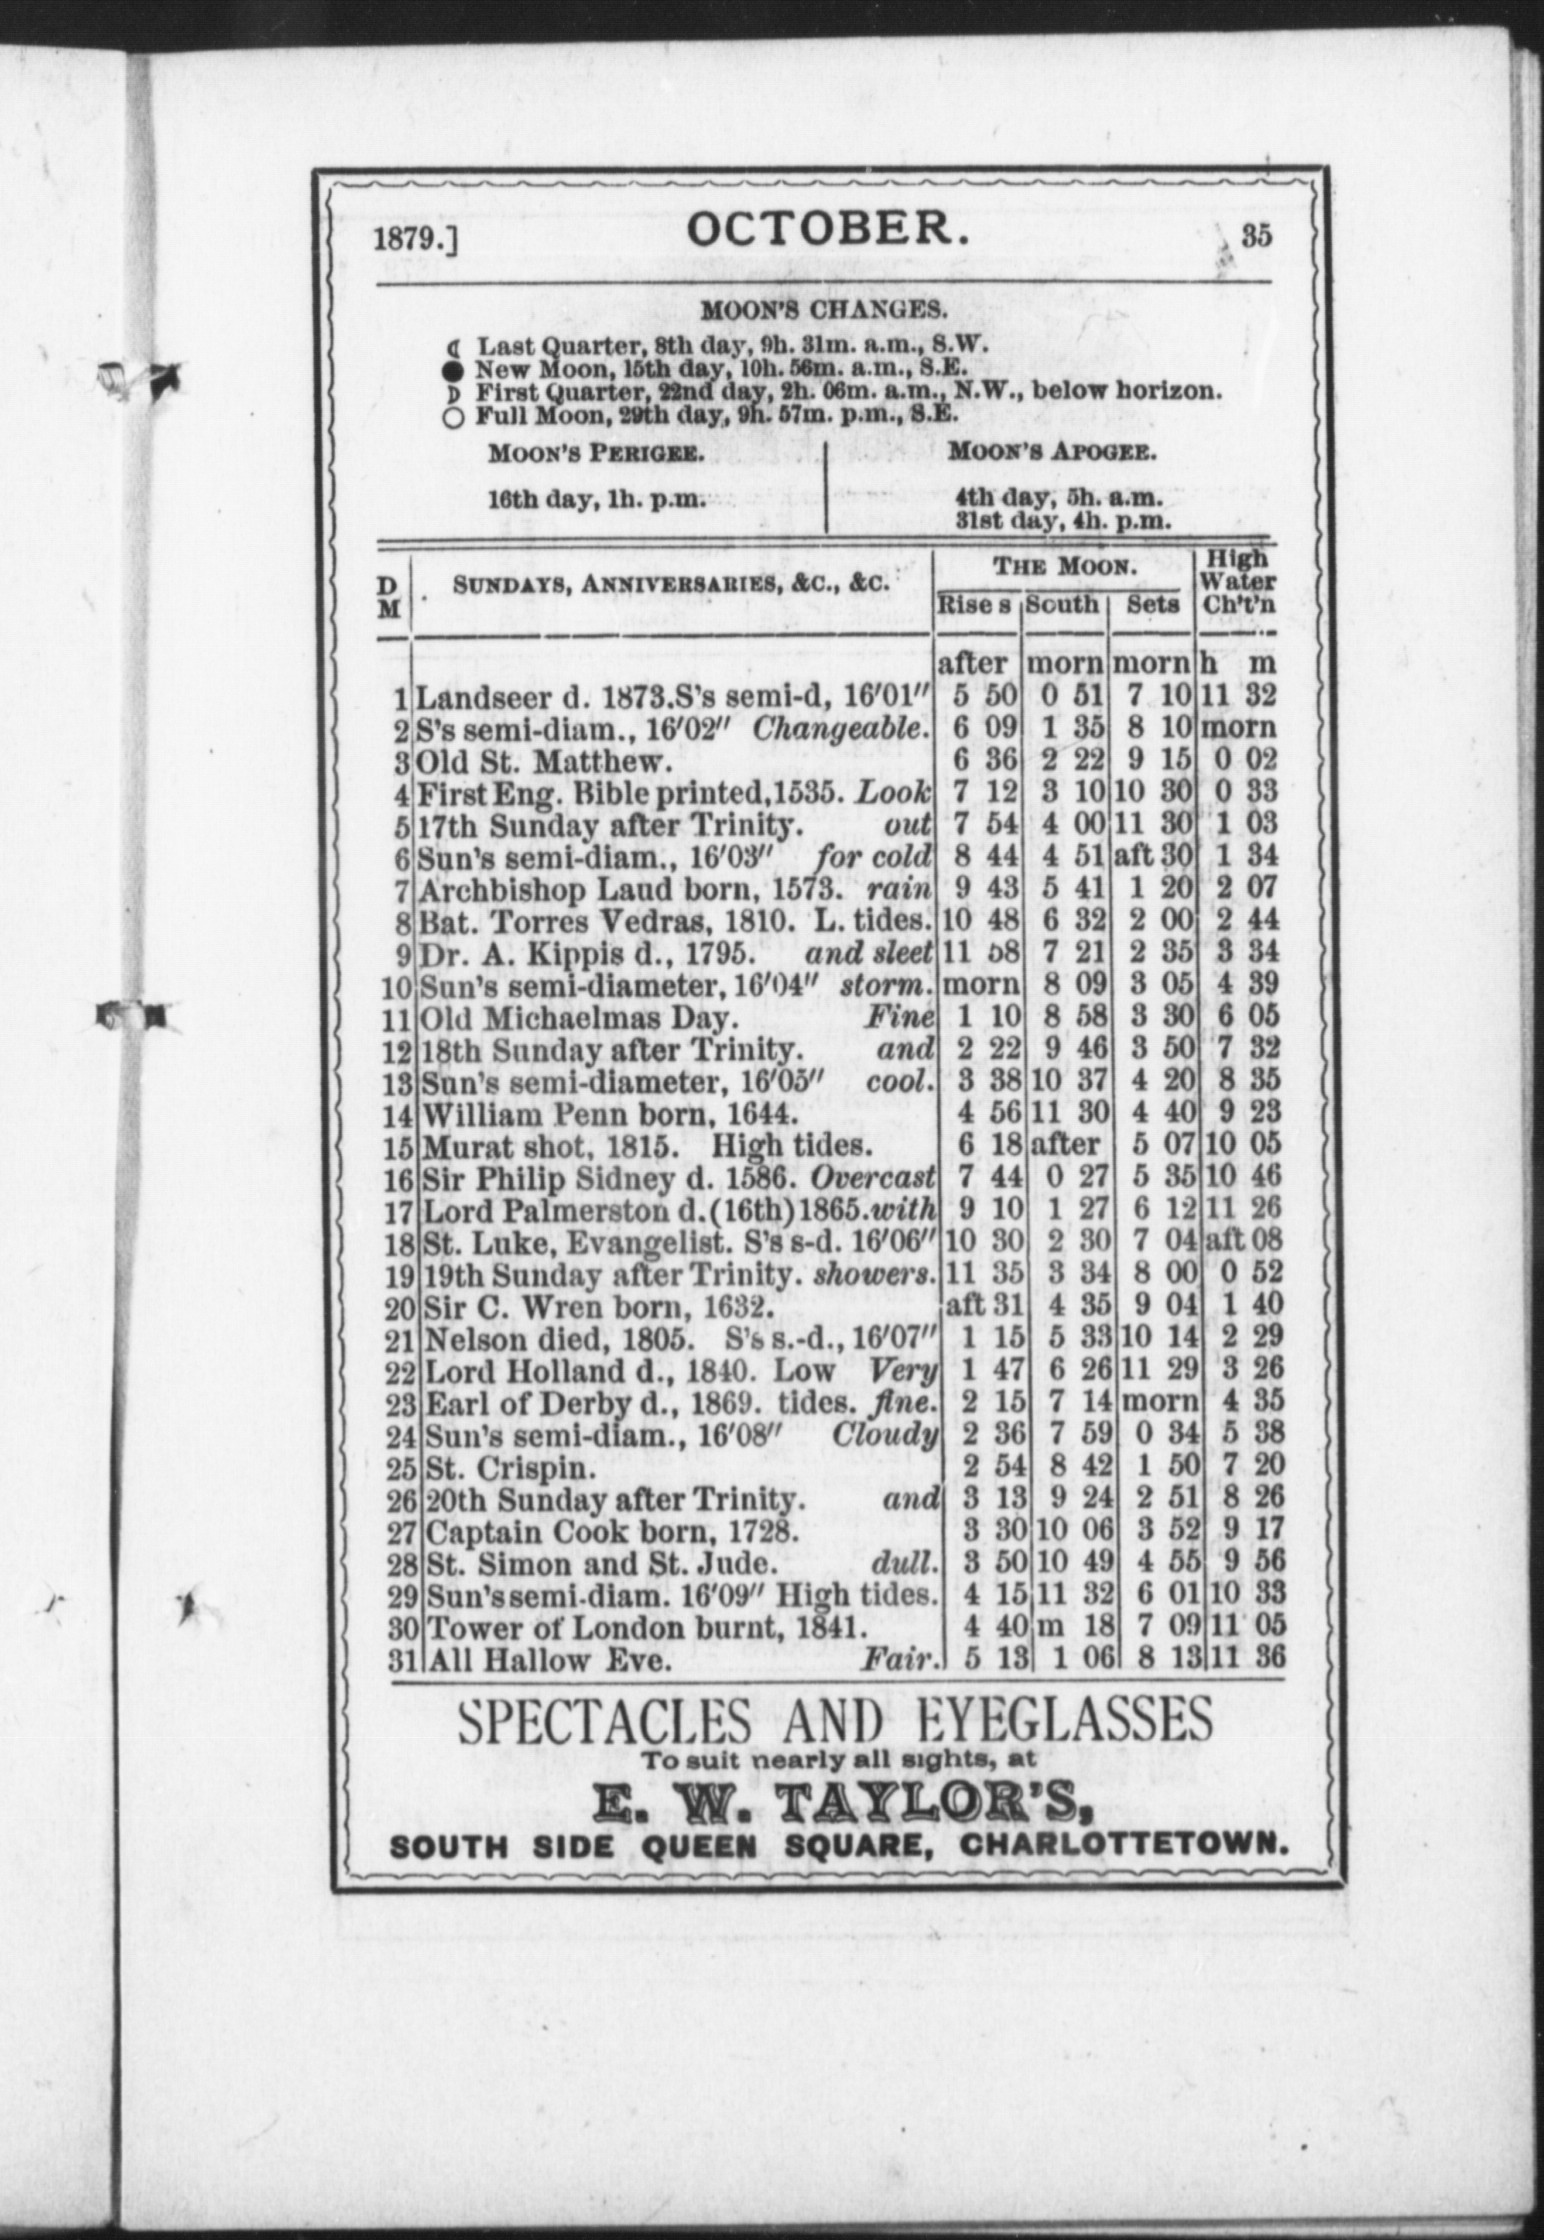 1879.] OCTOBER. 35
MOON'S CHANGES.
Last Quarter, 8th day, 9h. 31m. a.m., S.W.
New Moon, 15th day, 10h. 56m. a.m., S.E.
First Quarter, 22nd day, 2h. 06m. a.m., N.W., below horizon.
Full Moon, 29th day, 9h. 57m. p.m., S.E.
MOON'S PERIGEE. MOON'S APOGEE.
16th day, 1h. p.m. 4th day, 5h. a.m.
31st day, 4h. p.m.
D M SUNDAYS, ANNIVERSARIES, &C., &C. THE MOON. High Water Ch't'n
Rises South Sets
after morn morn h m
1 Landseer d. 1873. S's semi-d, 16'01" 5 50 0 51 7 10 11 32
2 S's semi-diam., 16'02" Changeable. 6 09 1 35 8 10 morn
3 Old St. Matthew. 6 36 2 22 9 15 0 02
4 First Eng. Bible printed, 1535. Look 7 12 3 10 10 30 0 33
5 17th Sunday after Trinity. out 7 54 4 00 11 30 1 03
6 Sun's semi-diam., 16'03" for cold 8 44 4 51 aft 30 1 34
7 Archbishop Laud born, 1573. rain 9 43 5 41 1 20 2 07
8 Bat. Torres Vedras, 1810. L. tides. 10 48 6 32 2 00 2 44
9 Dr. A. Kippis d., 1795. and sleet 11 58 7 21 2 35 3 34
10 Sun's semi-diameter, 16'04" storm. morn 8 09 3 05 4 39
11 Old Michaelmas Day. Fine 1 10 8 58 3 30 6 05
12 18th Sunday after Trinity. and 2 22 9 46 3 50 7 32
13 Sun's semi-diameter, 16'05" cool. 3 38 10 37 4 20 8 35
14 William Penn born, 1644. 4 56 11 30 4 40 9 23
15 Murat shot, 1815. High tides. 6 18 after 5 07 10 05
16 Sir Philip Sidney d. 1586. Overcast 7 44 0 27 5 35 10 46
17 Lord Palmerston d. (16th) 1865. with 9 10 1 27 6 12 11 26
18 St. Luke, Evangelist. S's s-d. 16'06" 10 30 2 30 7 04 aft 08
19 19th Sunday after Trinity. showers. 11 35 3 34 8 00 0 52
20 Sir C. Wren born, 1632. aft 31 4 35 9 04 1 40
21 Nelson died, 1805. S's s.-d., 16'07" 1 15 5 33 10 14 2 29
22 Lord Holland d., 1840. Low Very 1 47 6 26 11 29 3 26
23 Earl of Derby d., 1869. tides. fine. 2 15 7 14 morn 4 35
24 Sun's semi-diam., 16'08" Cloudy 2 36 7 59 0 34 5 38
25 St. Crispin. 2 54 8 42 1 50 7 20
26 20th Sunday after Trinity. and 3 13 9 24 2 51 8 26
27 Captain Cook born, 1728. 3 30 10 06 3 52 9 17
28 St. Simon and St. Jude. dull. 3 50 10 49 4 55 9 56
29 Sun's semi-diam. 16'09" High tides. 4 15 11 32 6 01 10 33
30 Tower of London burnt, 1841. 4 40 m 18 7 09 11 05
31 All Hallow Eve. Fair. 5 13 1 06 8 13 11 36
SPECTACLES AND EYEGLASSES
To suit nearly all sights, at
E. W. TAYLOR'S,
SOUTH SIDE QUEEN SQUARE, CHARLOTTETOWN.